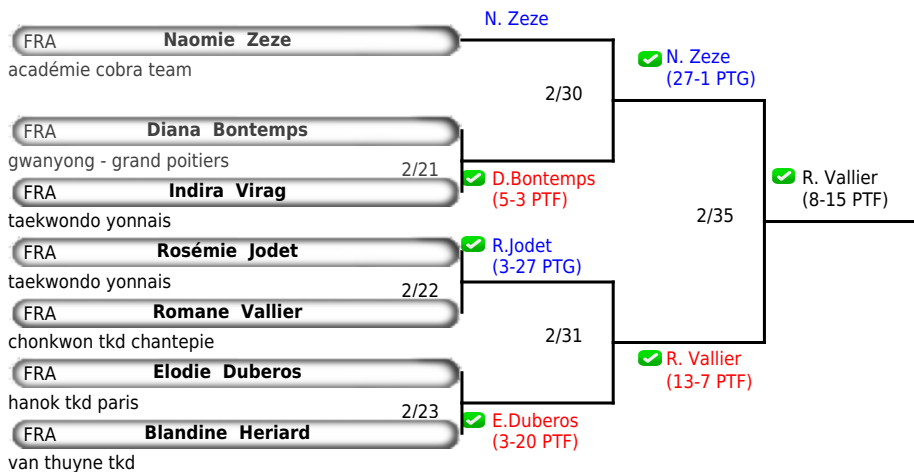 N. Zeze
FRA Naomie Zeze
académie cobra team
N. Zeze
(27-1 PTG)
2/30
FRA Diana Bontemps
gwanyong - grand poitiers
2/21
D.Bontemps
(5-3 PTF)
FRA Indira Virag
taekwondo yonnais
R. Vallier
(8-15 PTF)
2/35
FRA Rosémie Jodet
taekwondo yonnais
R.Jodet
(3-27 PTG)
2/22
FRA Romane Vallier
chonkwon tkd chantepie
2/31
R. Vallier
(13-7 PTF)
FRA Elodie Duberos
hanok tkd paris
2/23
E.Duberos
(3-20 PTF)
FRA Blandine Heriard
van thuyne tkd